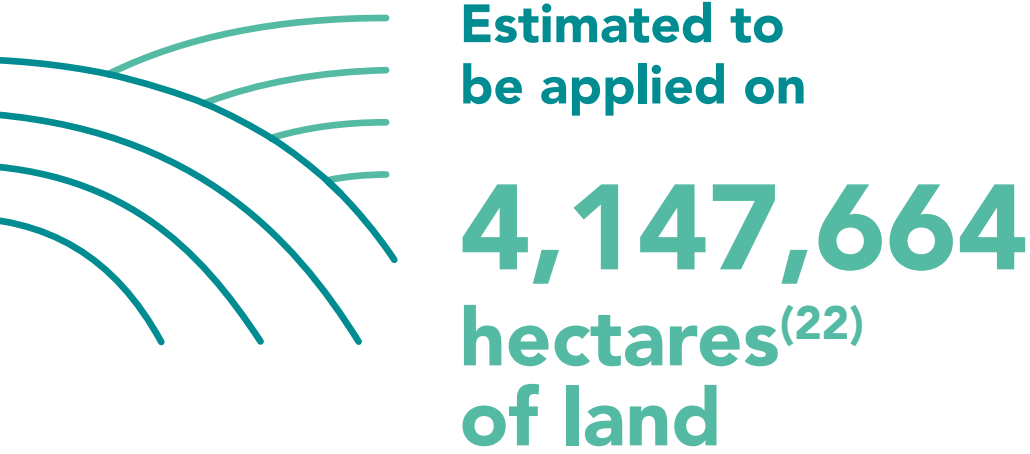 Estimated to
be applied on
4,147,664
hectares(22)
of land